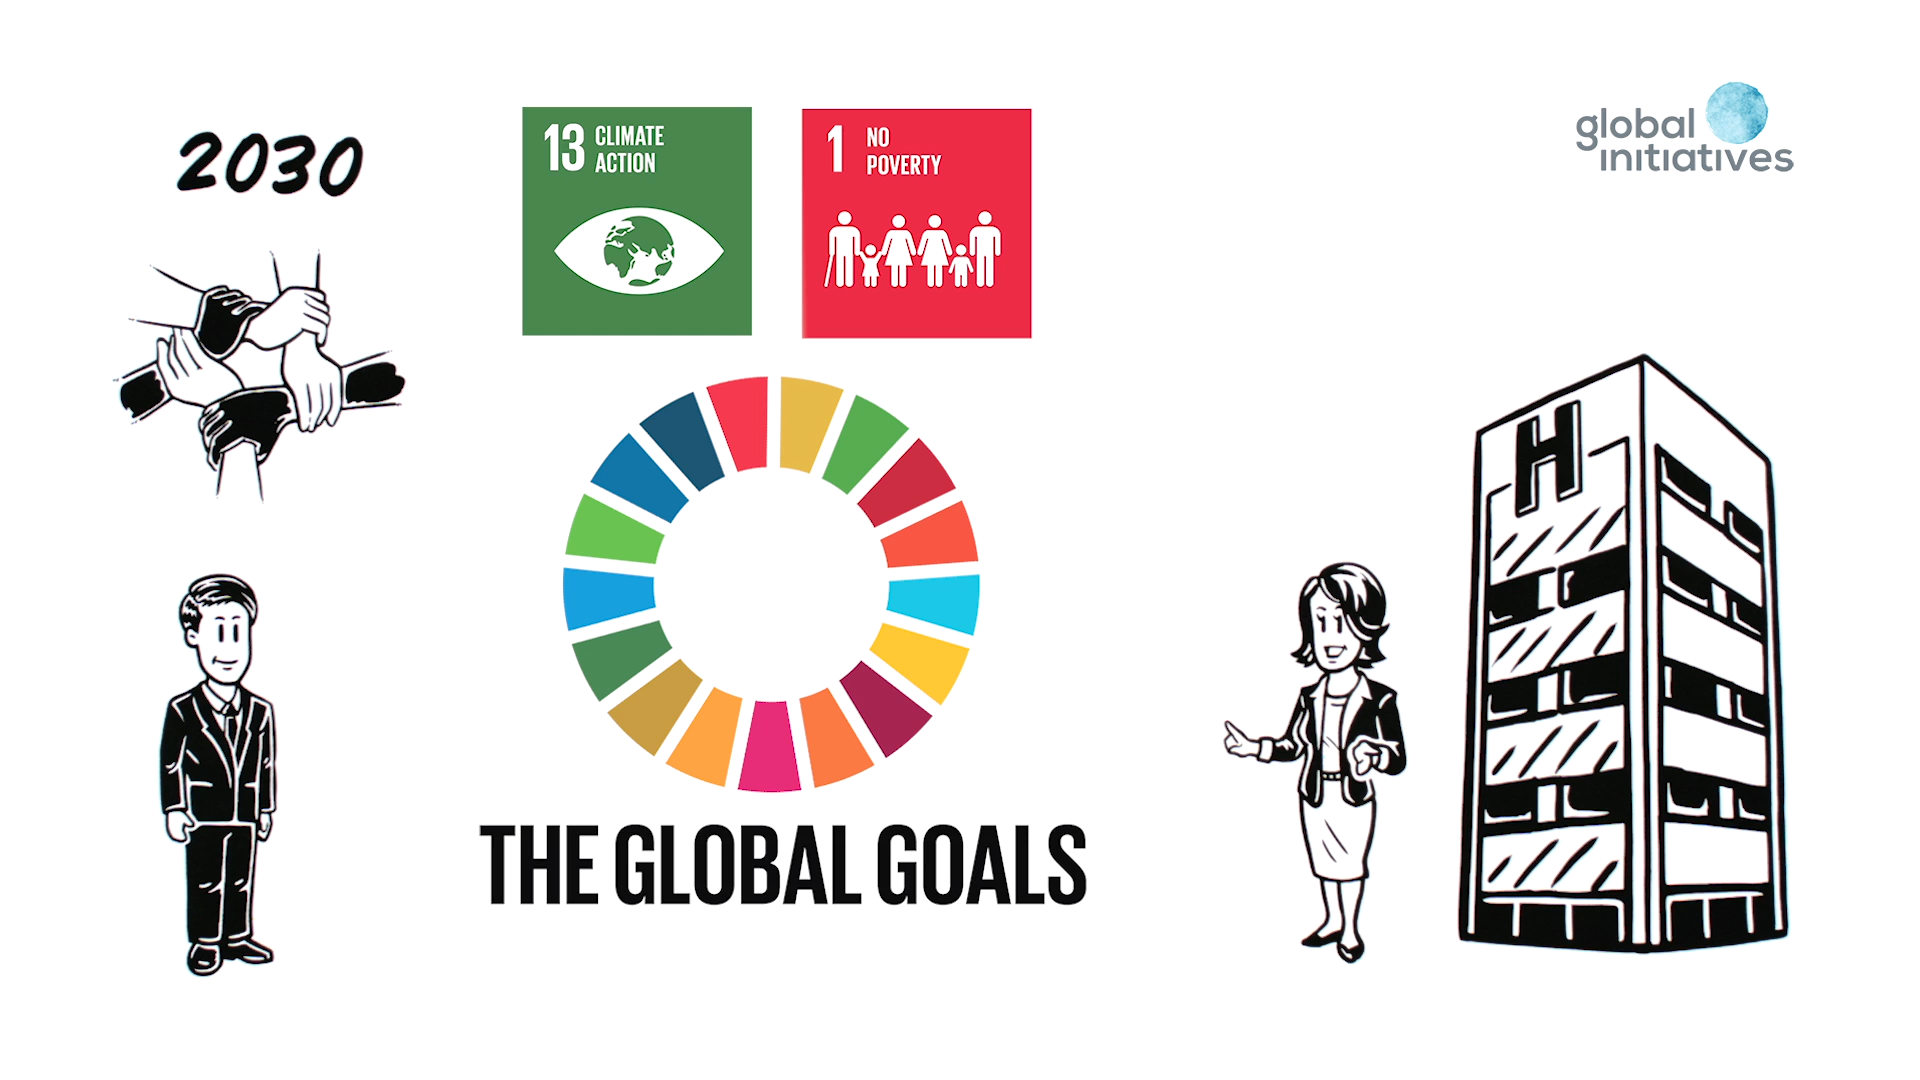 2030
13 CLIMATE
ACTION
1 NO
POVERTY
global
initiatives
H
THE GLOBAL GOALS